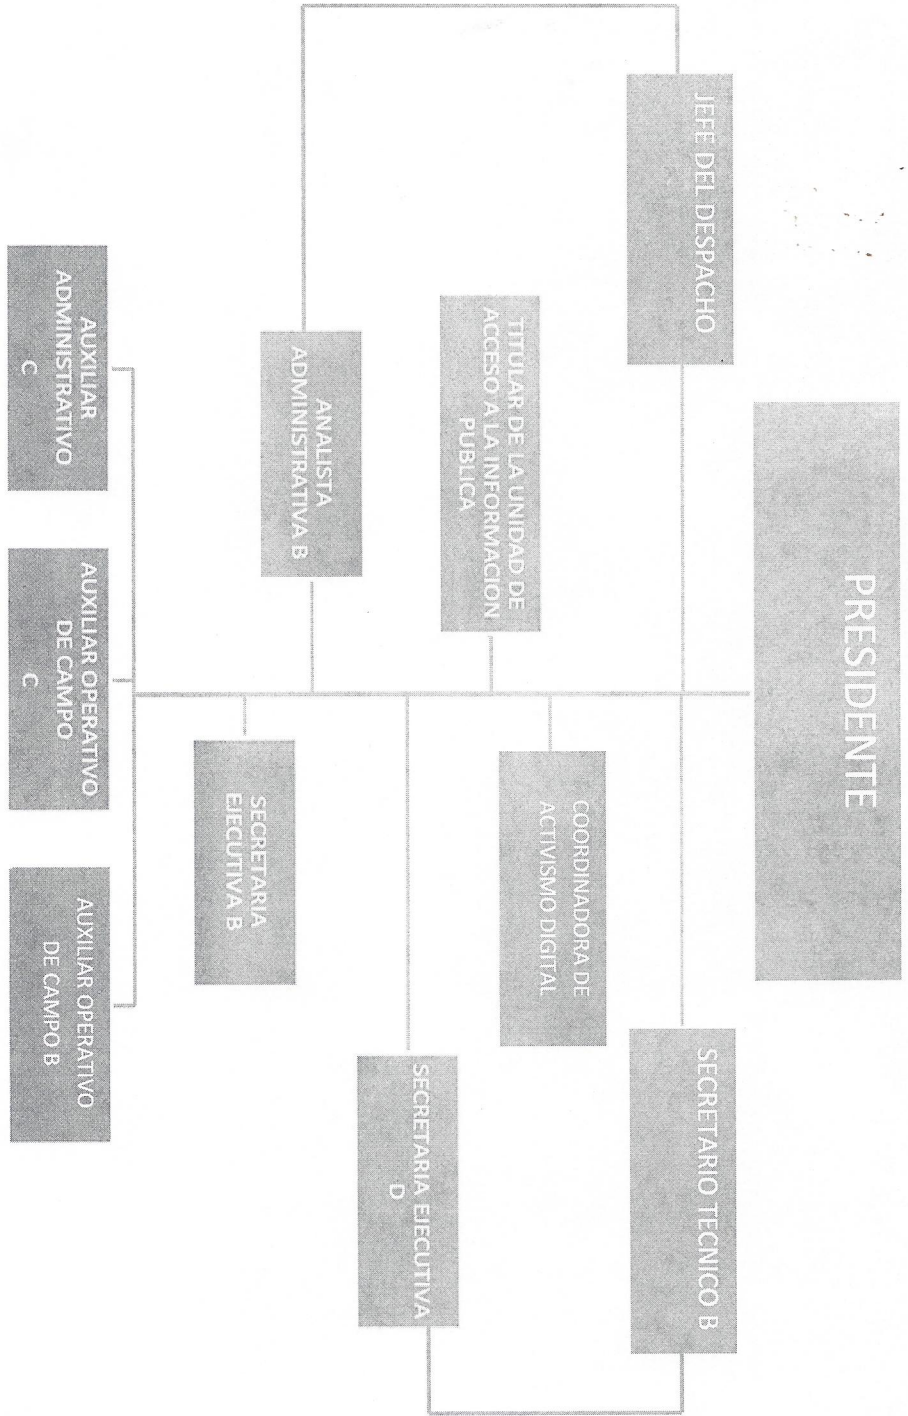 PRESIDENTE
JEFE DEL DESPACHO
SECRETARIO TECNICO B
COORDINADORA DE
ACTIVISMO DIGITAL
TITULAR DE LA UNIDAD DE
ACCESO A LA INFORMACION
PUBLICA
SECRETARIA EJECUTIVA
D
ANALISTA
ADMINISTRATIVA B
SECRETARIA
EJECUTIVA B
AUXILIAR
ADMINISTRATIVO
C
AUXILIAR OPERATIVO
DE CAMPO
C
AUXILIAR OPERATIVO
DE CAMPO B